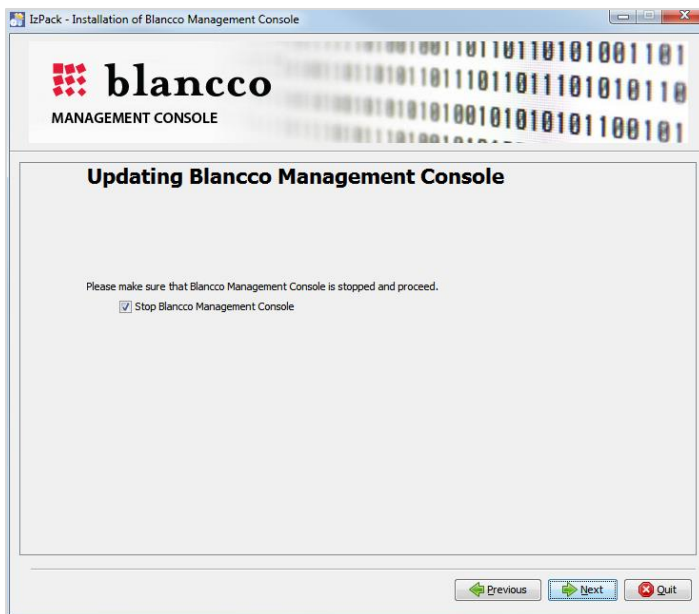 IzPack - Installation of Blancco Management Console
blancco
MANAGEMENT CONSOLE
Updating Blancco Management Console
Please make sure that Blancco Management Console is stopped and proceed.
Stop Blancco Management Console
Previous
Next
Quit